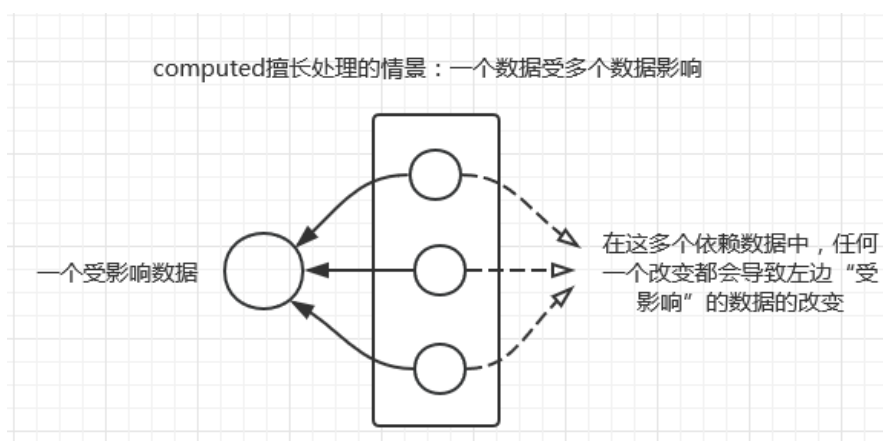 computed擅长处理的情景：一个数据受多个数据影响
一个受影响数据
在这多个依赖数据中，任何
一个改变都会导致左边“受
影响”的数据的改变